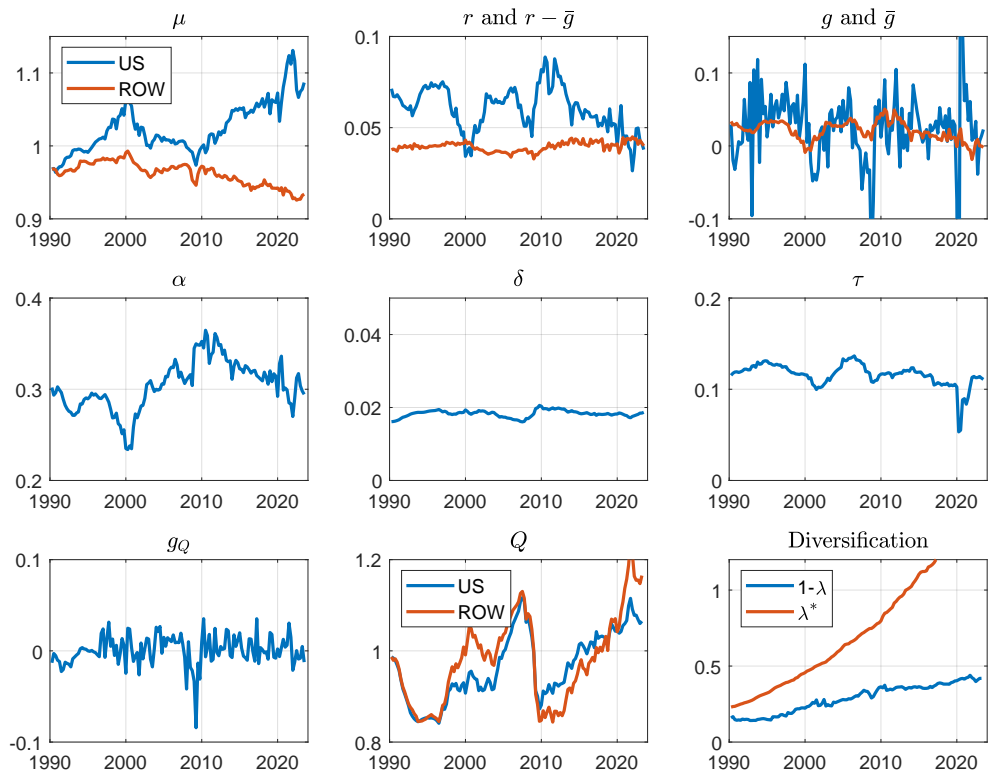 μ
r and r − ḡ
g and ḡ
1.1
1
0.9
US
ROW
1990 2000 2010 2020
0.1
0.05
0
1990 2000 2010 2020
0.1
0
-0.1
1990 2000 2010 2020
α
δ
τ
0.4
0.3
0.2
1990 2000 2010 2020
0.04
0.02
0
1990 2000 2010 2020
0.2
0.1
0
1990 2000 2010 2020
g_Q
Q
Diversification
0.1
0
-0.1
1990 2000 2010 2020
1.2
1
0.8
US
ROW
1990 2000 2010 2020
1
0.5
0
1-λ
λ*
1990 2000 2010 2020